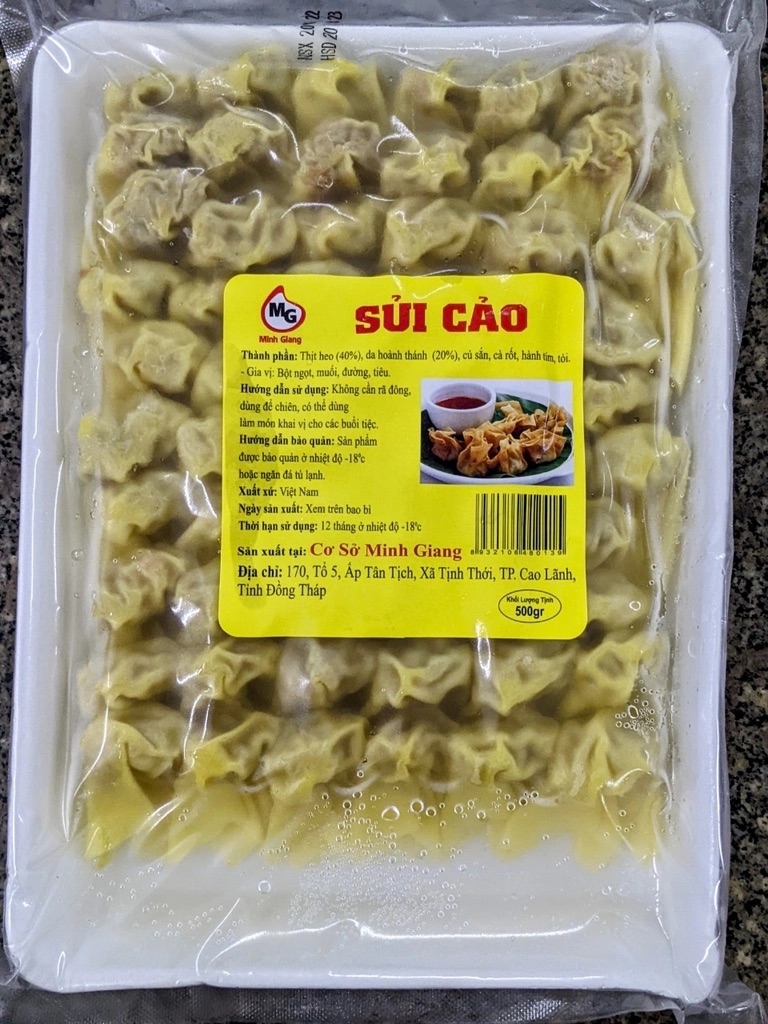 NSX 20
HSD 20
MG
Minh Giang
SỦI CẢO
Thành phần: Thịt heo (40%), da hoành thánh (20%), củ sắn, cà rốt, hành tím, tỏi.
- Gia vị: Bột ngọt, muối, đường, tiêu.
Hướng dẫn sử dụng: Không cần rã đông,
dùng để chiên, có thể dùng
làm món khai vị cho các buổi tiệc.
Hướng dẫn bảo quản: Sản phẩm
được bảo quản ở nhiệt độ -18ºc
hoặc ngăn đá tủ lạnh.
Xuất xứ: Việt Nam
Ngày sản xuất: Xem trên bao bì
Thời hạn sử dụng: 12 tháng ở nhiệt độ -18ºc
8932106480139
Sản xuất tại: Cơ Sở Minh Giang
Địa chỉ: 170, Tổ 5, Ấp Tân Tịch, Xã Tịnh Thới, TP. Cao Lãnh,
Tỉnh Đồng Tháp
Khối Lượng Tịnh
500gr